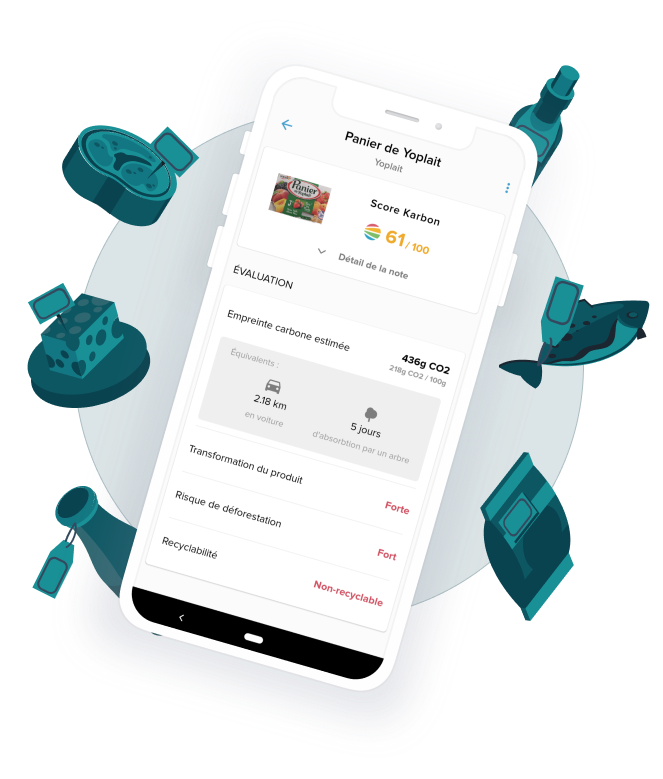 Panier de Yoplait
Yoplait
Panier
Score Karbon
61 / 100
Détail de la note
ÉVALUATION
Empreinte carbone estimée
436g CO2
218g CO2 / 100g
Équivalents :
2.18 km
en voiture
5 jours
d'absorbtion par un arbre
Transformation du produit
Forte
Risque de déforestation
Fort
Recyclabilité
Non-recyclable